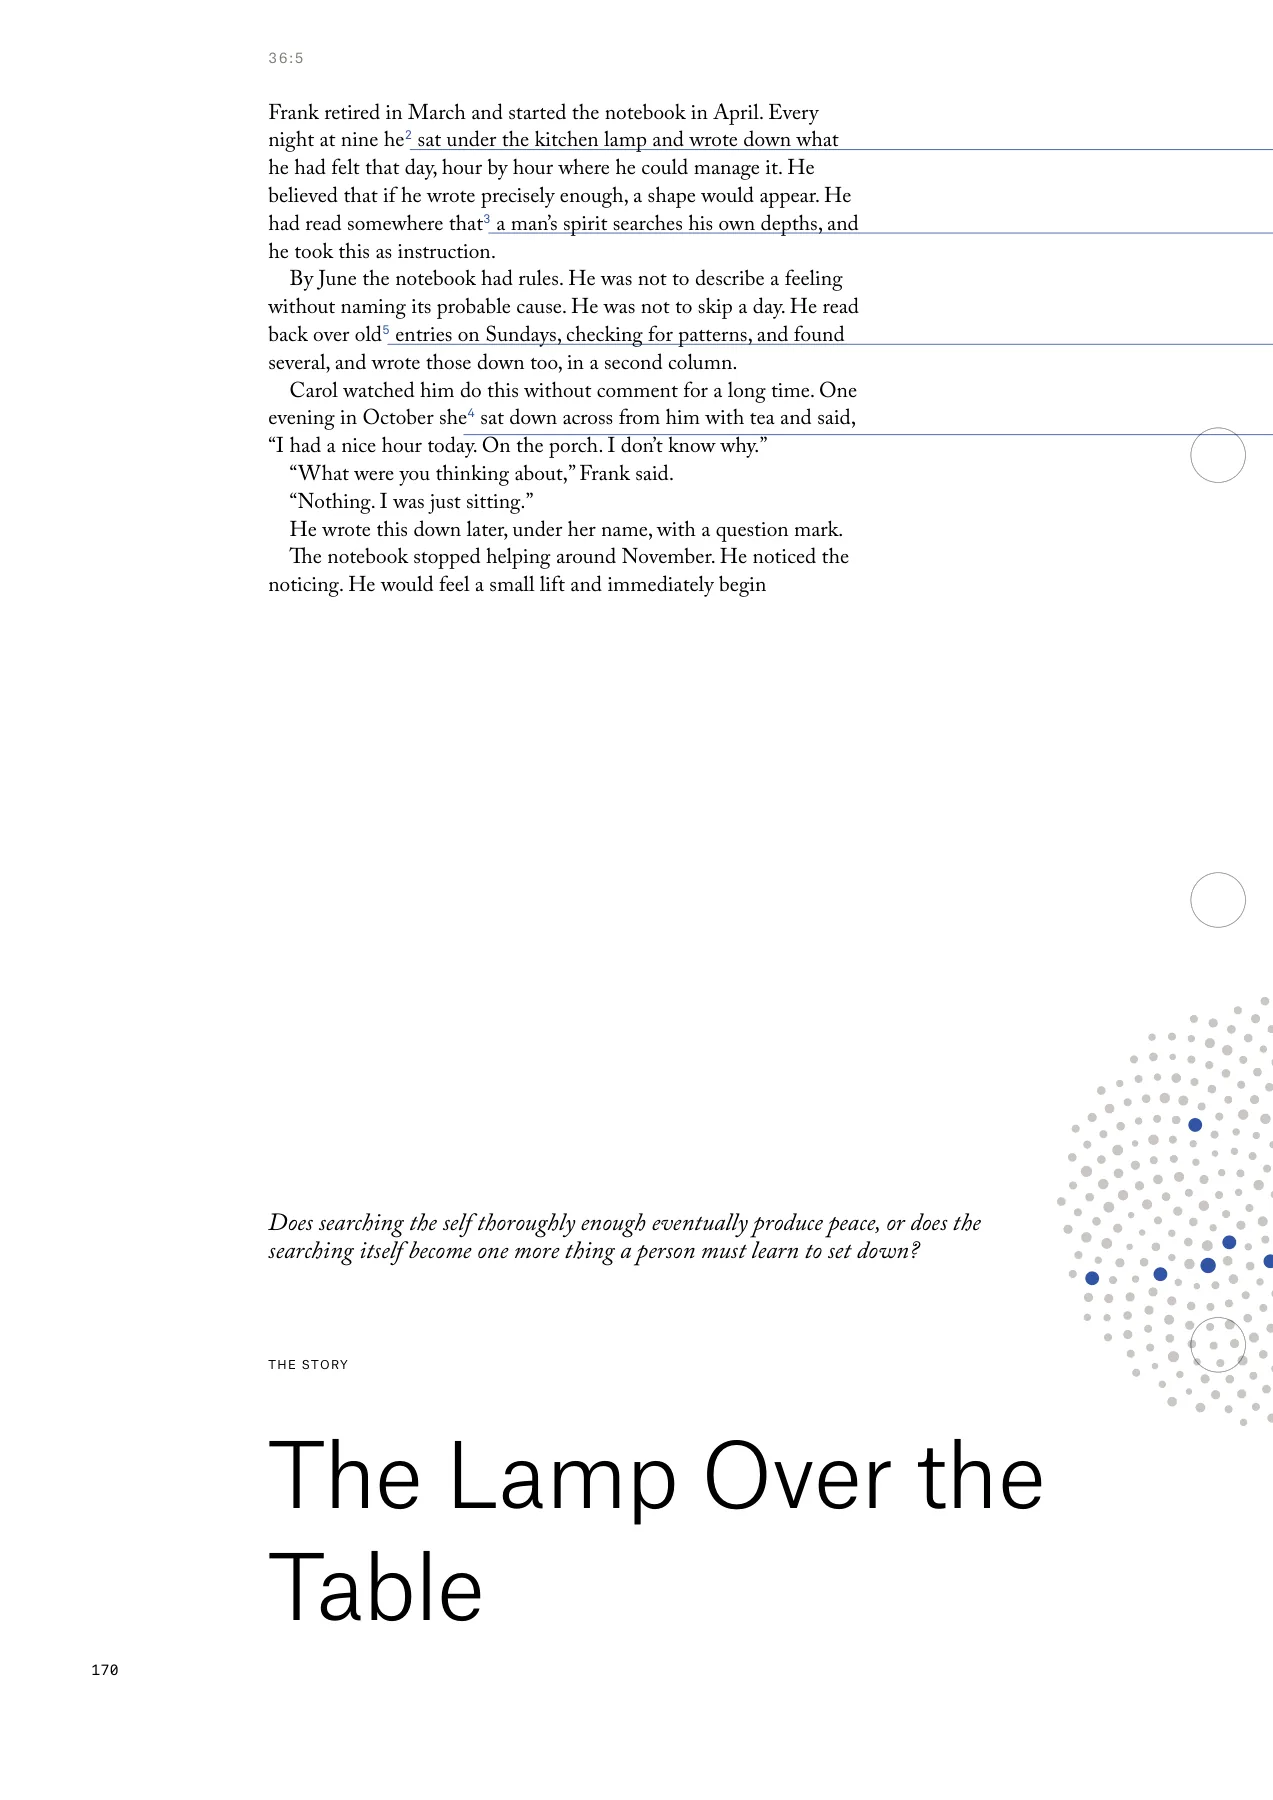 36:5
Frank retired in March and started the notebook in April. Every
night at nine he² sat under the kitchen lamp and wrote down what
he had felt that day, hour by hour where he could manage it. He
believed that if he wrote precisely enough, a shape would appear. He
had read somewhere that³ a man’s spirit searches his own depths, and
he took this as instruction.
By June the notebook had rules. He was not to describe a feeling
without naming its probable cause. He was not to skip a day. He read
back over old⁵ entries on Sundays, checking for patterns, and found
several, and wrote those down too, in a second column.
Carol watched him do this without comment for a long time. One
evening in October she⁴ sat down across from him with tea and said,
“I had a nice hour today. On the porch. I don’t know why.”
“What were you thinking about,” Frank said.
“Nothing. I was just sitting.”
He wrote this down later, under her name, with a question mark.
The notebook stopped helping around November. He noticed the
noticing. He would feel a small lift and immediately begin
Does searching the self thoroughly enough eventually produce peace, or does the
searching itself become one more thing a person must learn to set down?
THE STORY
The Lamp Over the
Table
170